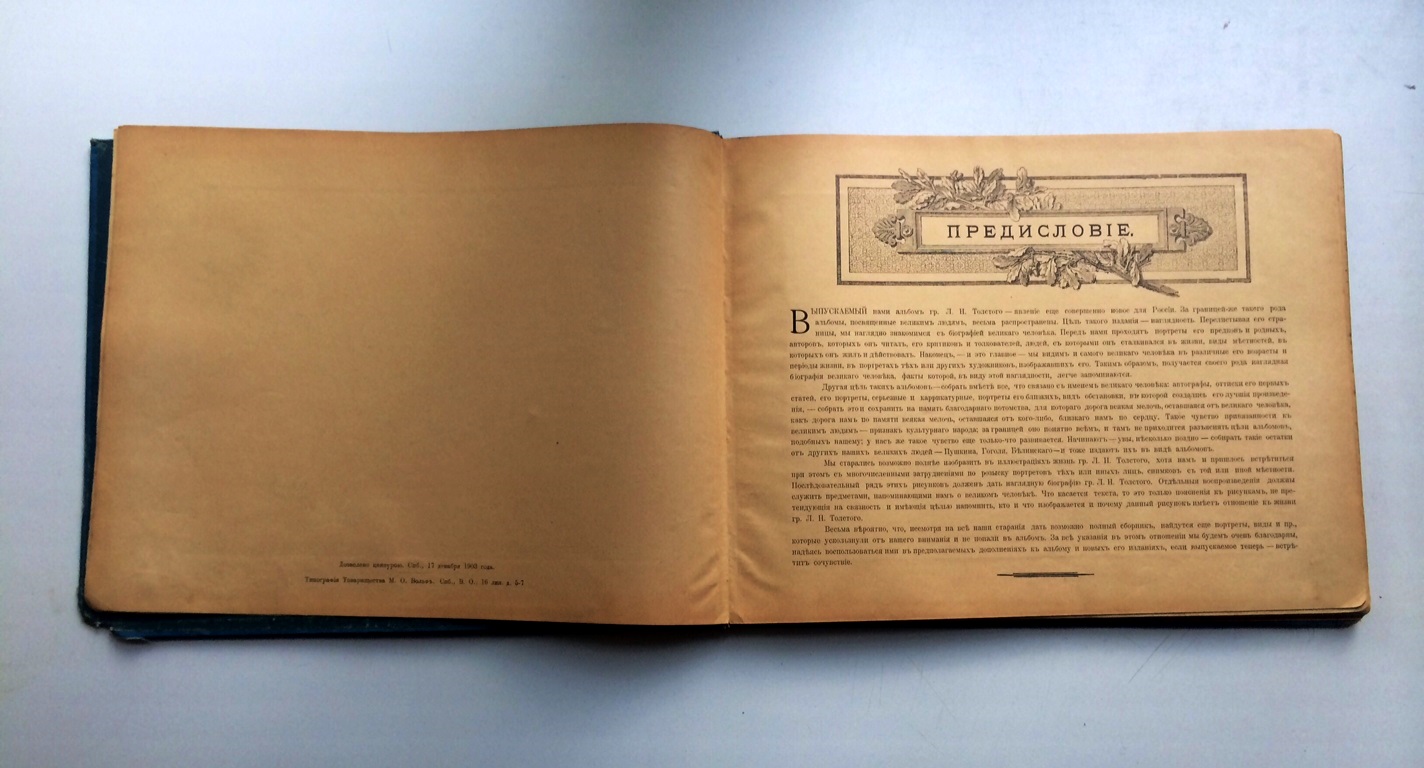 Дозволено цензурою. Спб., 17 декабря 1903 года.
Типографія Товарищества М. О. Вольфъ. Спб., В. О., 16 лин. д. 5-7
ПРЕДИСЛОВІЕ.
ВЫПУСКАЕМЫЙ нами альбомъ гр. Л. Н. Толстого — явленіе еще совершенно новое для Россіи. За границей-же такого рода
альбомы, посвященные великимъ людямъ, весьма распространены. Цѣль такого изданія — наглядность. Перелистывая его стра-
ницы, мы наглядно знакомимся съ біографіей великаго человѣка. Передъ нами проходятъ портреты его предковъ и родныхъ,
авторовъ, которыхъ онъ читалъ, его критиковъ и толкователей, людей, съ которыми онъ сталкивался въ жизни, виды мѣстностей, въ
которыхъ онъ жилъ и дѣйствовалъ. Наконецъ, — и это главное — мы видимъ и самого великаго человѣка въ различные его возрасты и
періоды жизни, въ портретахъ тѣхъ или другихъ художниковъ, изображавшихъ его. Такимъ образомъ, получается своего рода наглядная
біографія великаго человѣка, факты которой, въ виду этой наглядности, легче запоминаются.
Другая цѣль такихъ альбомовъ—собрать вмѣстѣ все, что связано съ именемъ великаго человѣка: автографы, оттиски его первыхъ
статей, его портреты, серьезные и каррикатурные, портреты его близкихъ, видъ обстановки, въ которой создались его лучшія произведе-
нія, — собрать это и сохранить на память благодарнаго потомства, для котораго дорога всякая мелочь, оставшаяся отъ великаго человѣка,
какъ дорога намъ по памяти всякая мелочь, оставшаяся отъ кого-либо, близкаго намъ по сердцу. Такое чувство привязанности къ
великимъ людямъ — признакъ культурнаго народа; за границей оно понятно всѣмъ, и тамъ не приходится разъяснять цѣли альбомовъ,
подобныхъ нашему; у насъ же такое чувство еще только-что развивается. Начинаютъ — увы, нѣсколько поздно — собирать такіе остатки
отъ другихъ нашихъ великихъ людей — Пушкина, Гоголя, Бѣлинскаго — и тоже издаютъ ихъ въ видѣ альбомовъ.
Мы старались возможно полнѣе изобразить въ иллюстраціяхъ жизнь гр. Л. Н. Толстого, хотя намъ и пришлось встрѣтиться
при этомъ съ многочисленными затрудненіями по розыску портретовъ тѣхъ или иныхъ лицъ, снимковъ съ той или иной мѣстности.
Послѣдовательный рядъ этихъ рисунковъ долженъ дать наглядную біографію гр. Л. Н. Толстого. Отдѣльныя воспроизведенія должны
служить предметами, напоминающими намъ о великомъ человѣкѣ. Что касается текста, то это только поясненія къ рисункамъ, не пре-
тендующія на связность и имѣющія цѣлью напомнить, кто и что изображается и почему данный рисунокъ имѣетъ отношеніе къ жизни
гр. Л. Н. Толстого.
Весьма вѣроятно, что, несмотря на всѣ наши старанія дать возможно полный сборникъ, найдутся еще портреты, виды и пр.,
которые ускользнули отъ нашего вниманія и не попали въ альбомъ. За всѣ указанія въ этомъ отношеніи мы будемъ очень благодарны,
надѣясь воспользоваться ими въ предполагаемыхъ дополненіяхъ къ альбому и новыхъ его изданіяхъ, если выпускаемое теперь — встрѣ-
титъ сочувствіе.